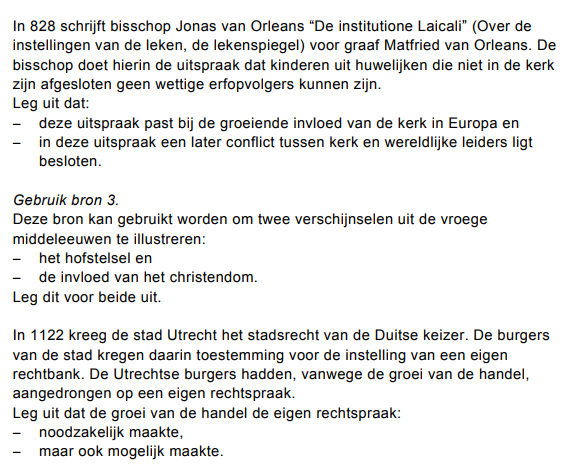 In 828 schrijft bisschop Jonas van Orleans “De institutione Laicali” (Over de
instellingen van de leken, de lekenspiegel) voor graaf Matfried van Orleans. De
bisschop doet hierin de uitspraak dat kinderen uit huwelijken die niet in de kerk
zijn afgesloten geen wettige erfopvolgers kunnen zijn.
Leg uit dat:
− deze uitspraak past bij de groeiende invloed van de kerk in Europa en
− in deze uitspraak een later conflict tussen kerk en wereldlijke leiders ligt
besloten.
Gebruik bron 3.
Deze bron kan gebruikt worden om twee verschijnselen uit de vroege
middeleeuwen te illustreren:
− het hofstelsel en
− de invloed van het christendom.
Leg dit voor beide uit.
In 1122 kreeg de stad Utrecht het stadsrecht van de Duitse keizer. De burgers
van de stad kregen daarin toestemming voor de instelling van een eigen
rechtbank. De Utrechtse burgers hadden, vanwege de groei van de handel,
aangedrongen op een eigen rechtspraak.
Leg uit dat de groei van de handel de eigen rechtspraak:
− noodzakelijk maakte,
− maar ook mogelijk maakte.